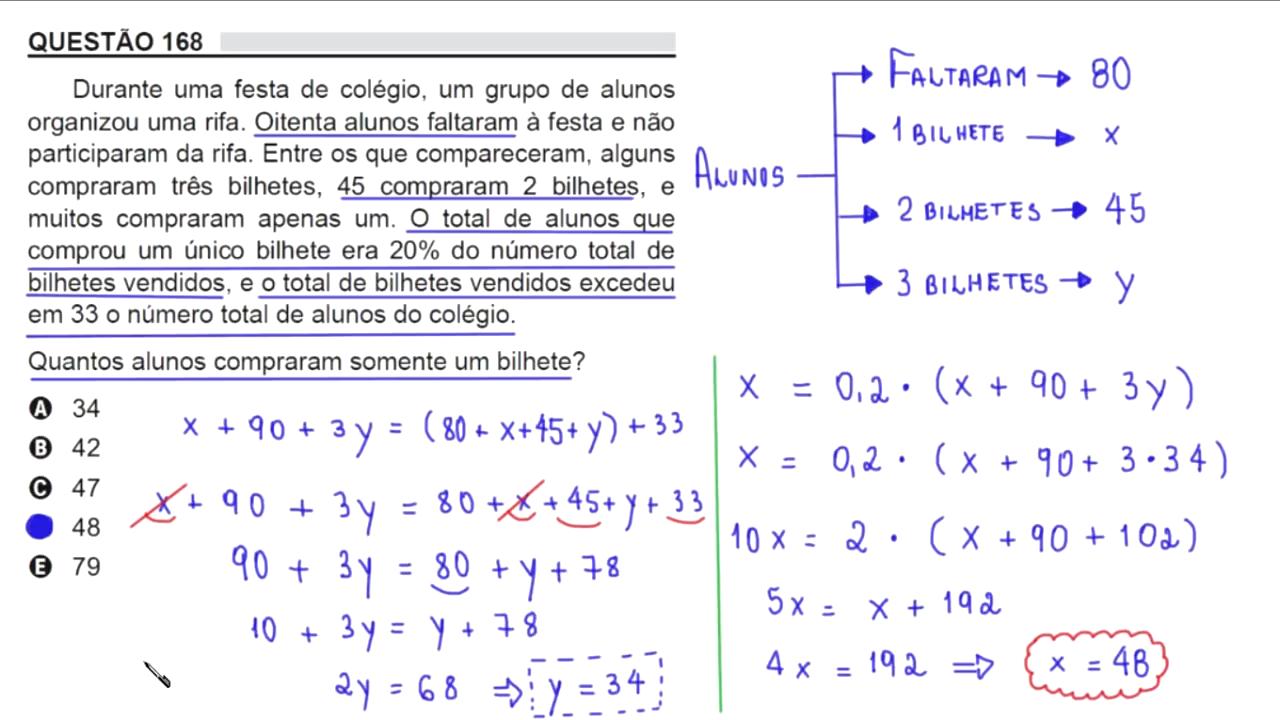 QUESTÃO 168
Durante uma festa de colégio, um grupo de alunos
organizou uma rifa. Oitenta alunos faltaram à festa e não
participaram da rifa. Entre os que compareceram, alguns
compraram três bilhetes, 45 compraram 2 bilhetes, e
muitos compraram apenas um. O total de alunos que
comprou um único bilhete era 20% do número total de
bilhetes vendidos, e o total de bilhetes vendidos excedeu
em 33 o número total de alunos do colégio.
Quantos alunos compraram somente um bilhete?
A 34
B 42
C 47
48
E 79
ALUNOS
FALTARAM → 80
1 BILHETE → x
2 BILHETES → 45
3 BILHETES → y
x + 90 + 3y = (80 + x+45+y) + 33
x + 90 + 3y = 80 + x + 45 + y + 33
90 + 3y = 80 + y + 78
10 + 3y = y + 78
2y = 68 ⇒ y = 34
x = 0,2 · (x + 90 + 3y)
x = 0,2 · (x + 90 + 3·34)
10x = 2 · (x + 90 + 102)
5x = x + 192
4x = 192 ⇒ x = 48